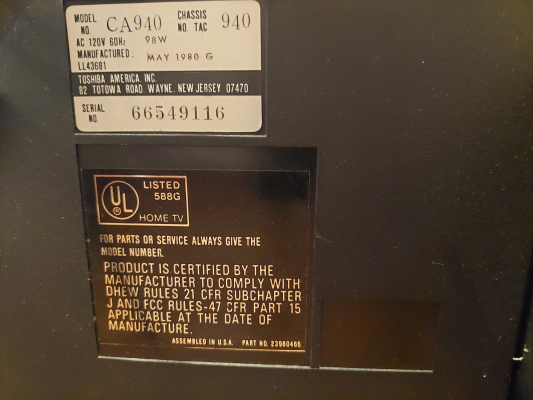 MODEL NO. CA940 CHASSIS NO. TAC 940
AC 120V 60Hz 98W
MANUFACTURED: MAY 1980 G
LL43681
TOSHIBA AMERICA, INC.
82 TOTOWA ROAD, WAYNE, NEW JERSEY 07470
SERIAL NO. 66549116
UL® LISTED
588G
HOME TV
FOR PARTS OR SERVICE ALWAYS GIVE THE
MODEL NUMBER.
PRODUCT IS CERTIFIED BY THE
MANUFACTURER TO COMPLY WITH
DHEW RULES 21 CFR SUBCHAPTER
J AND FCC RULES-47 CFR PART 15
APPLICABLE AT THE DATE OF
MANUFACTURE.
ASSEMBLED IN U.S.A. PART NO. 23980466